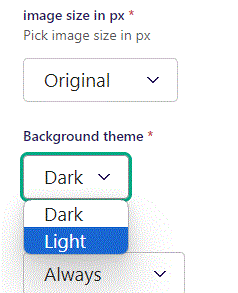 image size in px *
Pick image size in px
Original
Background theme *
Dark
Dark
Light
Always